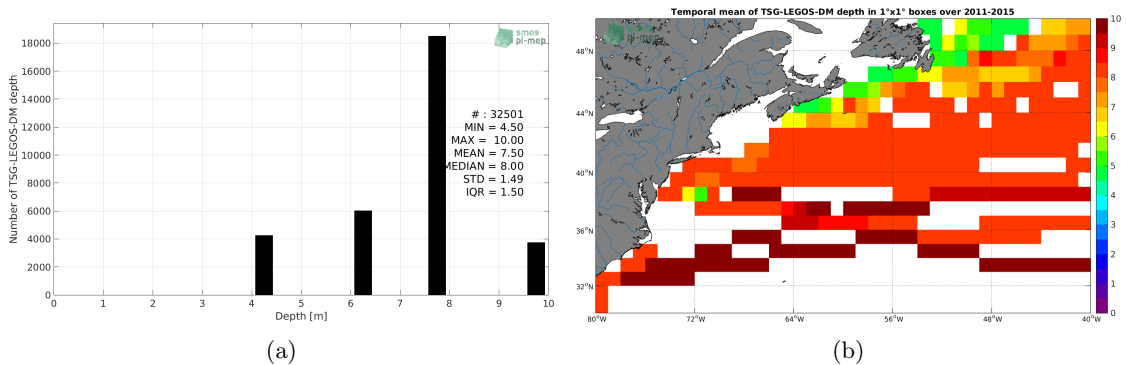 smos
pi-mep
Number of TSG-LEGOS-DM depth
18000
16000
14000
12000
10000
8000
6000
4000
2000
0
# : 32501
MIN = 4.50
MAX = 10.00
MEAN = 7.50
MEDIAN = 8.00
STD = 1.49
IQR = 1.50
0 1 2 3 4 5 6 7 8 9 10
Depth [m]
(a)
Temporal mean of TSG-LEGOS-DM depth in 1°x1° boxes over 2011-2015
smos
pi-mep
48°N
44°N
40°N
36°N
32°N
80°W 72°W 64°W 56°W 48°W 40°W
10
9
8
7
6
5
4
3
2
1
0
(b)